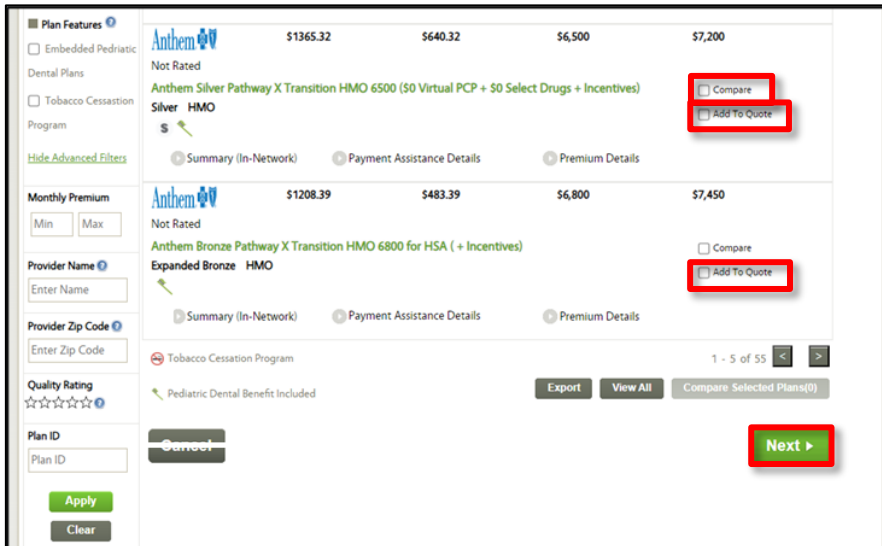 Plan Features
Embedded Pedriatic
Dental Plans
Tobacco Cessastion
Program
Hide Advanced Filters
Monthly Premium
Min Max
Provider Name
Enter Name
Provider Zip Code
Enter Zip Code
Quality Rating
Plan ID
Plan ID
Apply
Clear
Anthem $1365.32 $640.32 $6,500 $7,200
Not Rated
Anthem Silver Pathway X Transition HMO 6500 ($0 Virtual PCP + $0 Select Drugs + Incentives)
Compare
Silver HMO
Add To Quote
S
Summary (In-Network) Payment Assistance Details Premium Details
Anthem $1208.39 $483.39 $6,800 $7,450
Not Rated
Anthem Bronze Pathway X Transition HMO 6800 for HSA ( + Incentives)
Compare
Expanded Bronze HMO
Add To Quote
Summary (In-Network) Payment Assistance Details Premium Details
Tobacco Cessation Program
1 - 5 of 55 < >
Pediatric Dental Benefit Included
Export View All Compare Selected Plans(0)
Cancel
Next